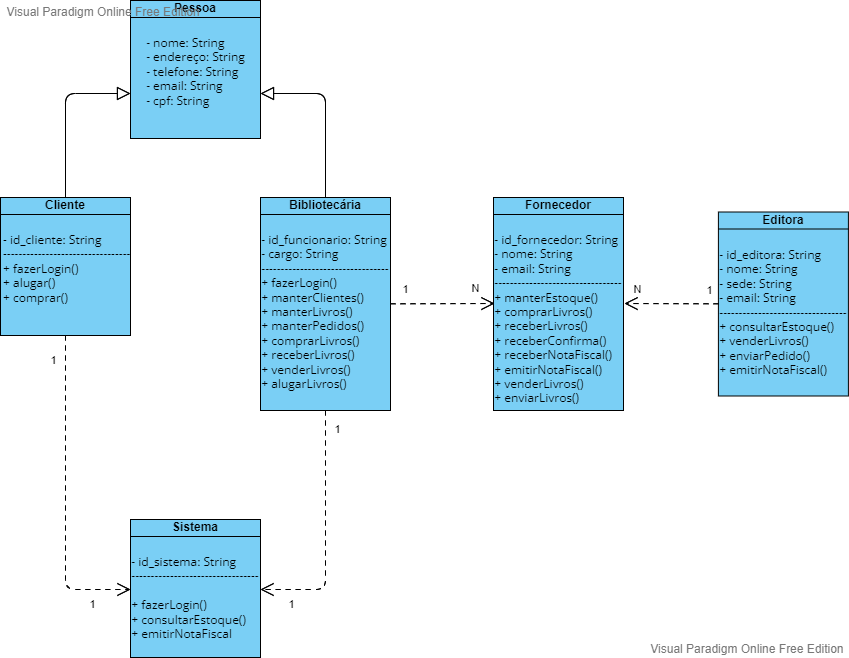 Visual Paradigm Online Free Edition
Pessoa
- nome: String
- endereço: String
- telefone: String
- email: String
- cpf: String
Cliente
- id_cliente: String
+ fazerLogin()
+ alugar()
+ comprar()
Bibliotecária
- id_funcionario: String
- cargo: String
+ fazerLogin()
+ manterClientes()
+ manterLivros()
+ manterPedidos()
+ comprarLivros()
+ receberLivros()
+ venderLivros()
+ alugarLivros()
Fornecedor
- id_fornecedor: String
- nome: String
- email: String
+ manterEstoque()
+ comprarLivros()
+ receberLivros()
+ receberConfirma()
+ receberNotaFiscal()
+ emitirNotaFiscal()
+ venderLivros()
+ enviarLivros()
Editora
- id_editora: String
- nome: String
- sede: String
- email: String
+ consultarEstoque()
+ venderLivros()
+ enviarPedido()
+ emitirNotaFiscal()
1
N
N
1
1
1
Sistema
- id_sistema: String
+ fazerLogin()
+ consultarEstoque()
+ emitirNotaFiscal
1
1
Visual Paradigm Online Free Edition